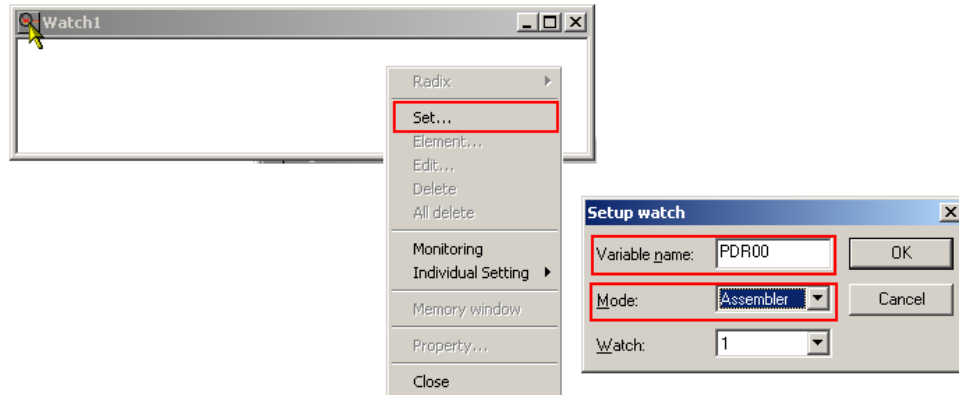 Watch1
Radix
Set...
Element...
Edit...
Delete
All delete
Monitoring
Individual Setting
Memory window
Property...
Close
Setup watch
Variable name: PDR00 OK
Mode: Assembler Cancel
Watch: 1